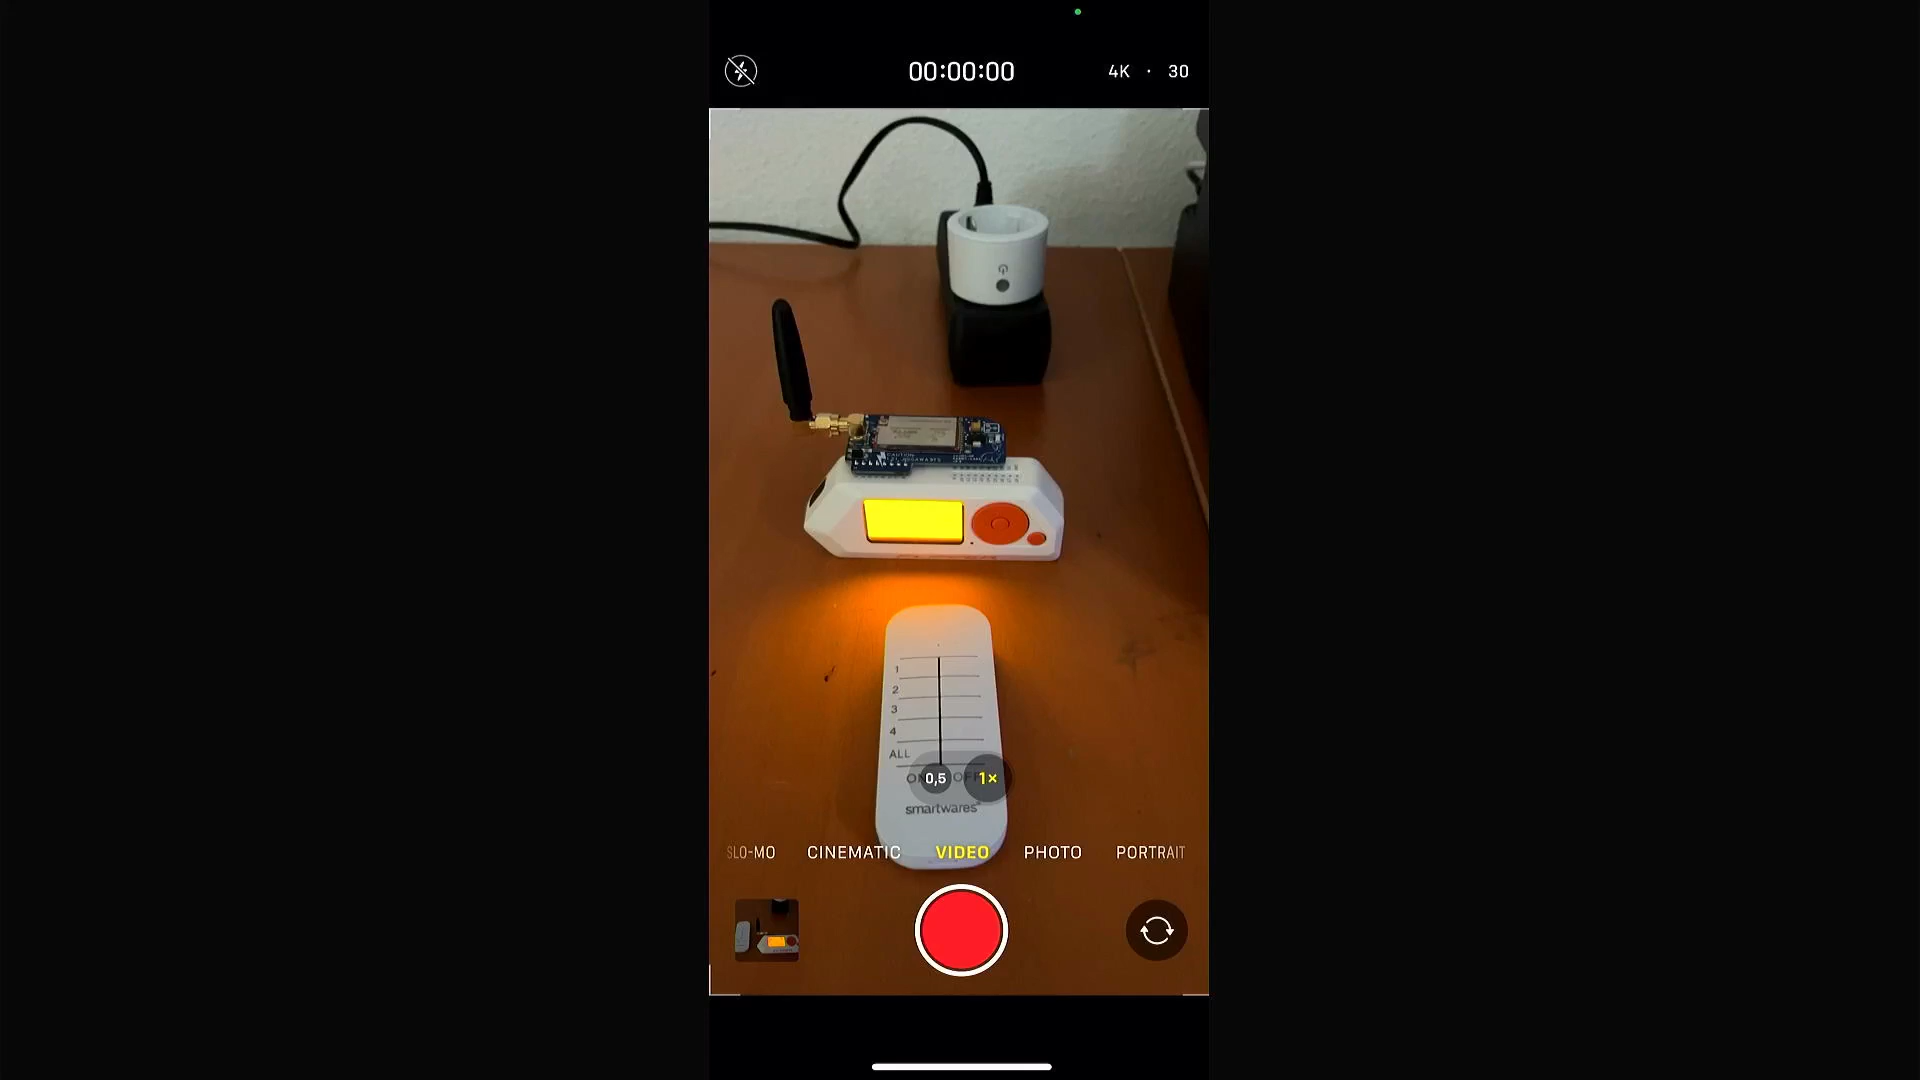 00:00:00
4K · 30
CAUTION
1
2
3
4
ALL
0,5
1×
smartwares
SLO-MO
CINEMATIC
VIDEO
PHOTO
PORTRAIT